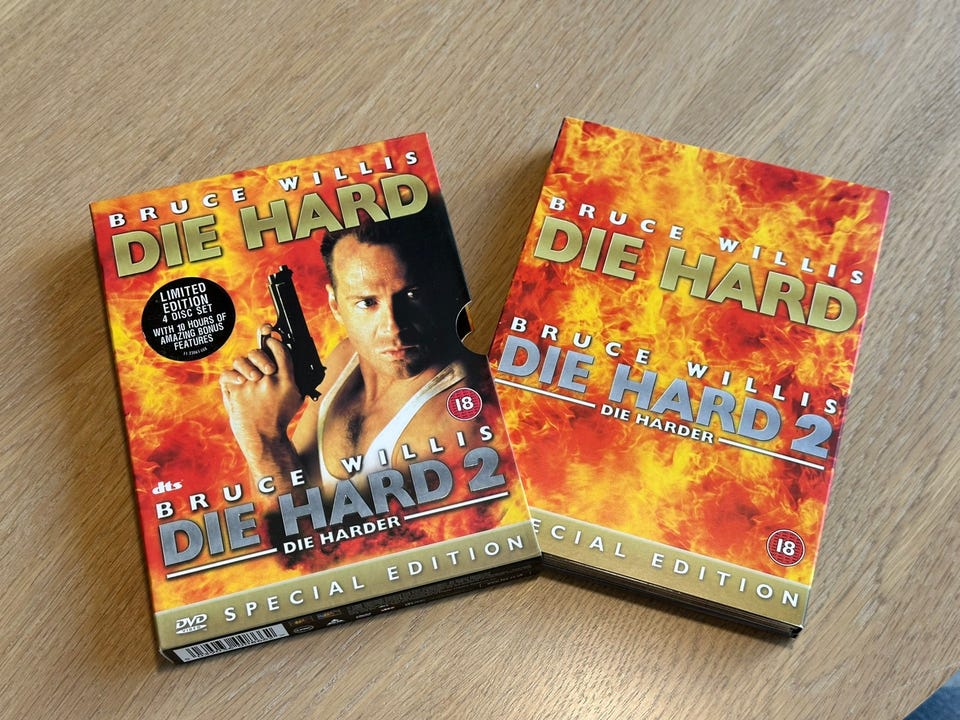 BRUCE WILLIS
DIE HARD
LIMITED
EDITION
4 DISC SET
WITH 10 HOURS OF
AMAZING BONUS
FEATURES
18
dts
BRUCE WILLIS
DIE HARD 2
DIE HARDER
DVD
VIDEO
SPECIAL EDITION
BRUCE WILLIS
DIE HARD
BRUCE WILLIS
DIE HARD 2
DIE HARDER
18
ECIAL EDITION